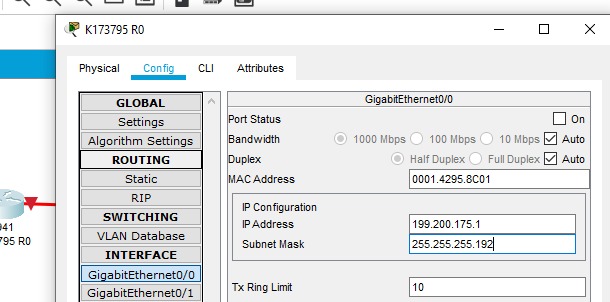 K173795 R0
Physical Config CLI Attributes
GLOBAL
Settings
Algorithm Settings
ROUTING
Static
RIP
SWITCHING
VLAN Database
INTERFACE
GigabitEthernet0/0
GigabitEthernet0/1
GigabitEthernet0/0
Port Status On
Bandwidth 1000 Mbps 100 Mbps 10 Mbps Auto
Duplex Half Duplex Full Duplex Auto
MAC Address 0001.4295.8C01
IP Configuration
IP Address 199.200.175.1
Subnet Mask 255.255.255.192
Tx Ring Limit 10
941
795 R0